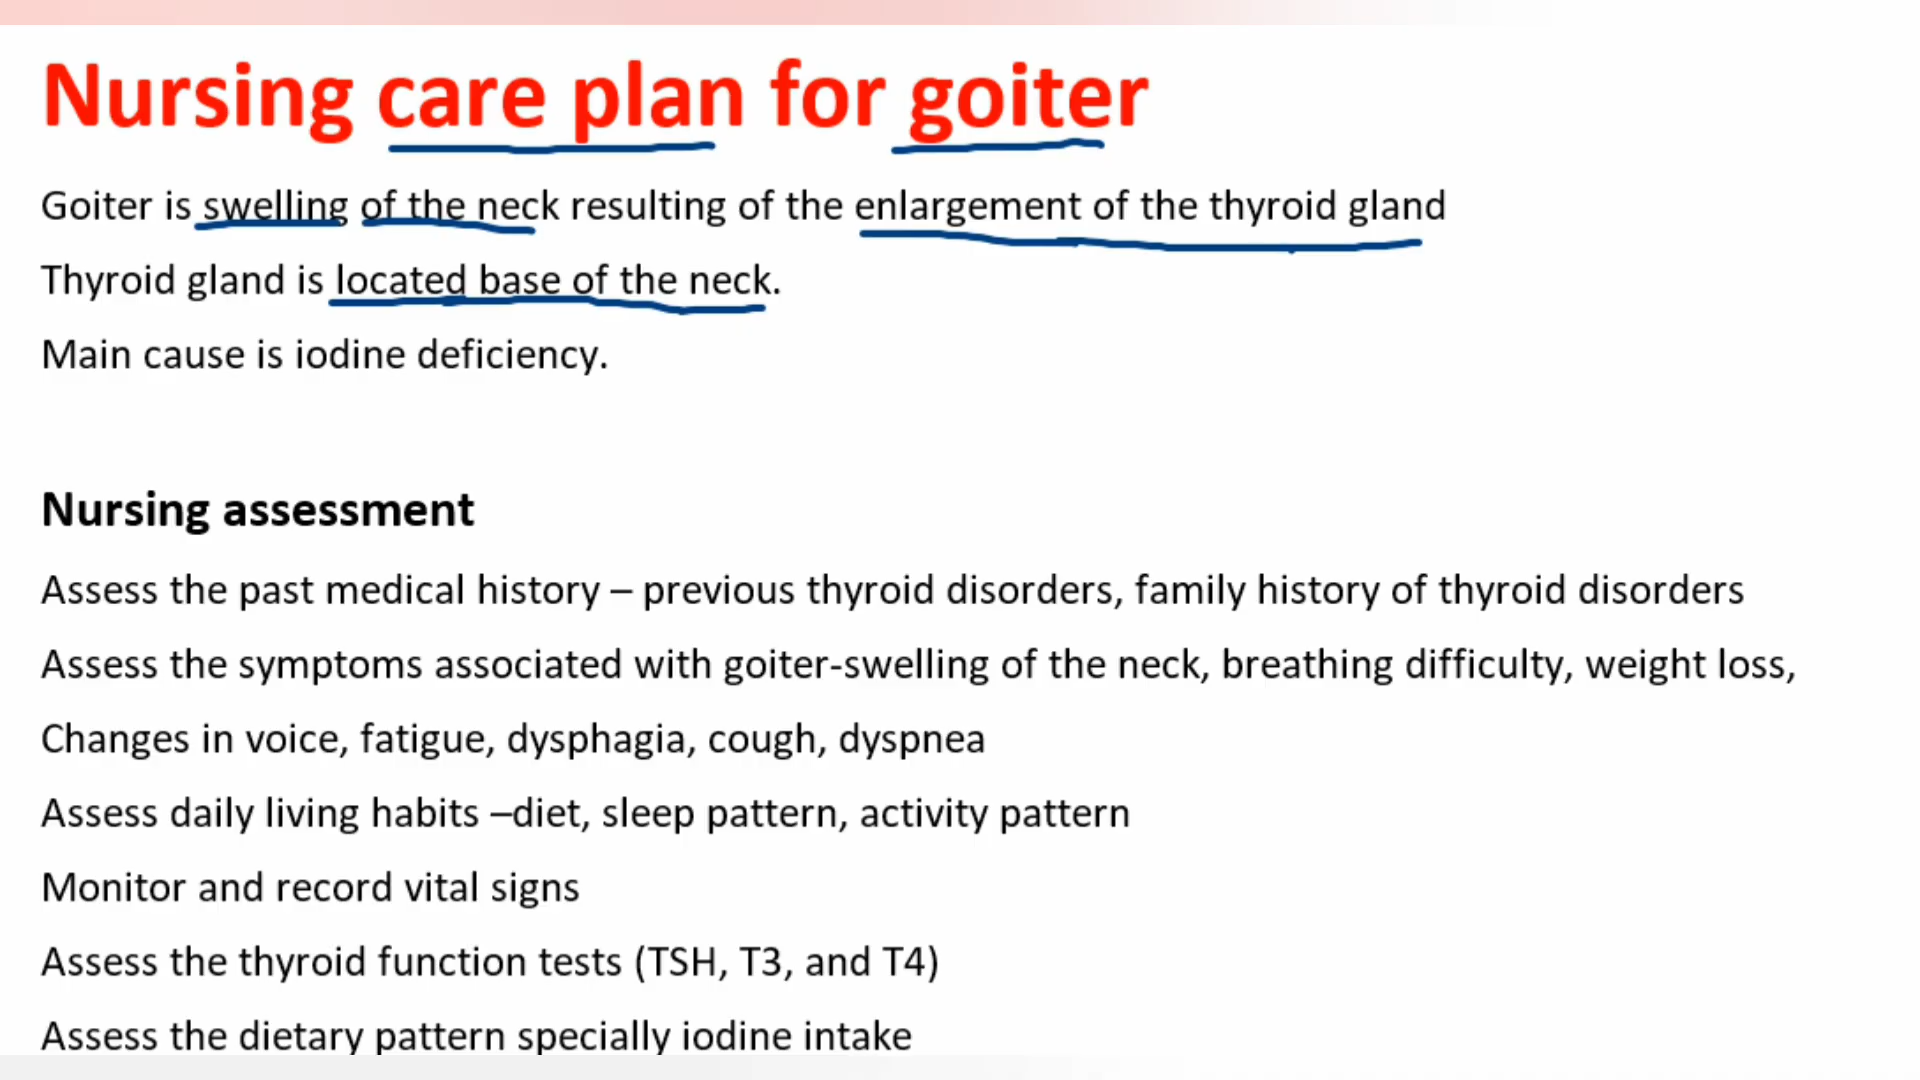 Nursing care plan for goiter
Goiter is swelling of the neck resulting of the enlargement of the thyroid gland
Thyroid gland is located base of the neck.
Main cause is iodine deficiency.
Nursing assessment
Assess the past medical history – previous thyroid disorders, family history of thyroid disorders
Assess the symptoms associated with goiter-swelling of the neck, breathing difficulty, weight loss,
Changes in voice, fatigue, dysphagia, cough, dyspnea
Assess daily living habits –diet, sleep pattern, activity pattern
Monitor and record vital signs
Assess the thyroid function tests (TSH, T3, and T4)
Assess the dietary pattern specially iodine intake